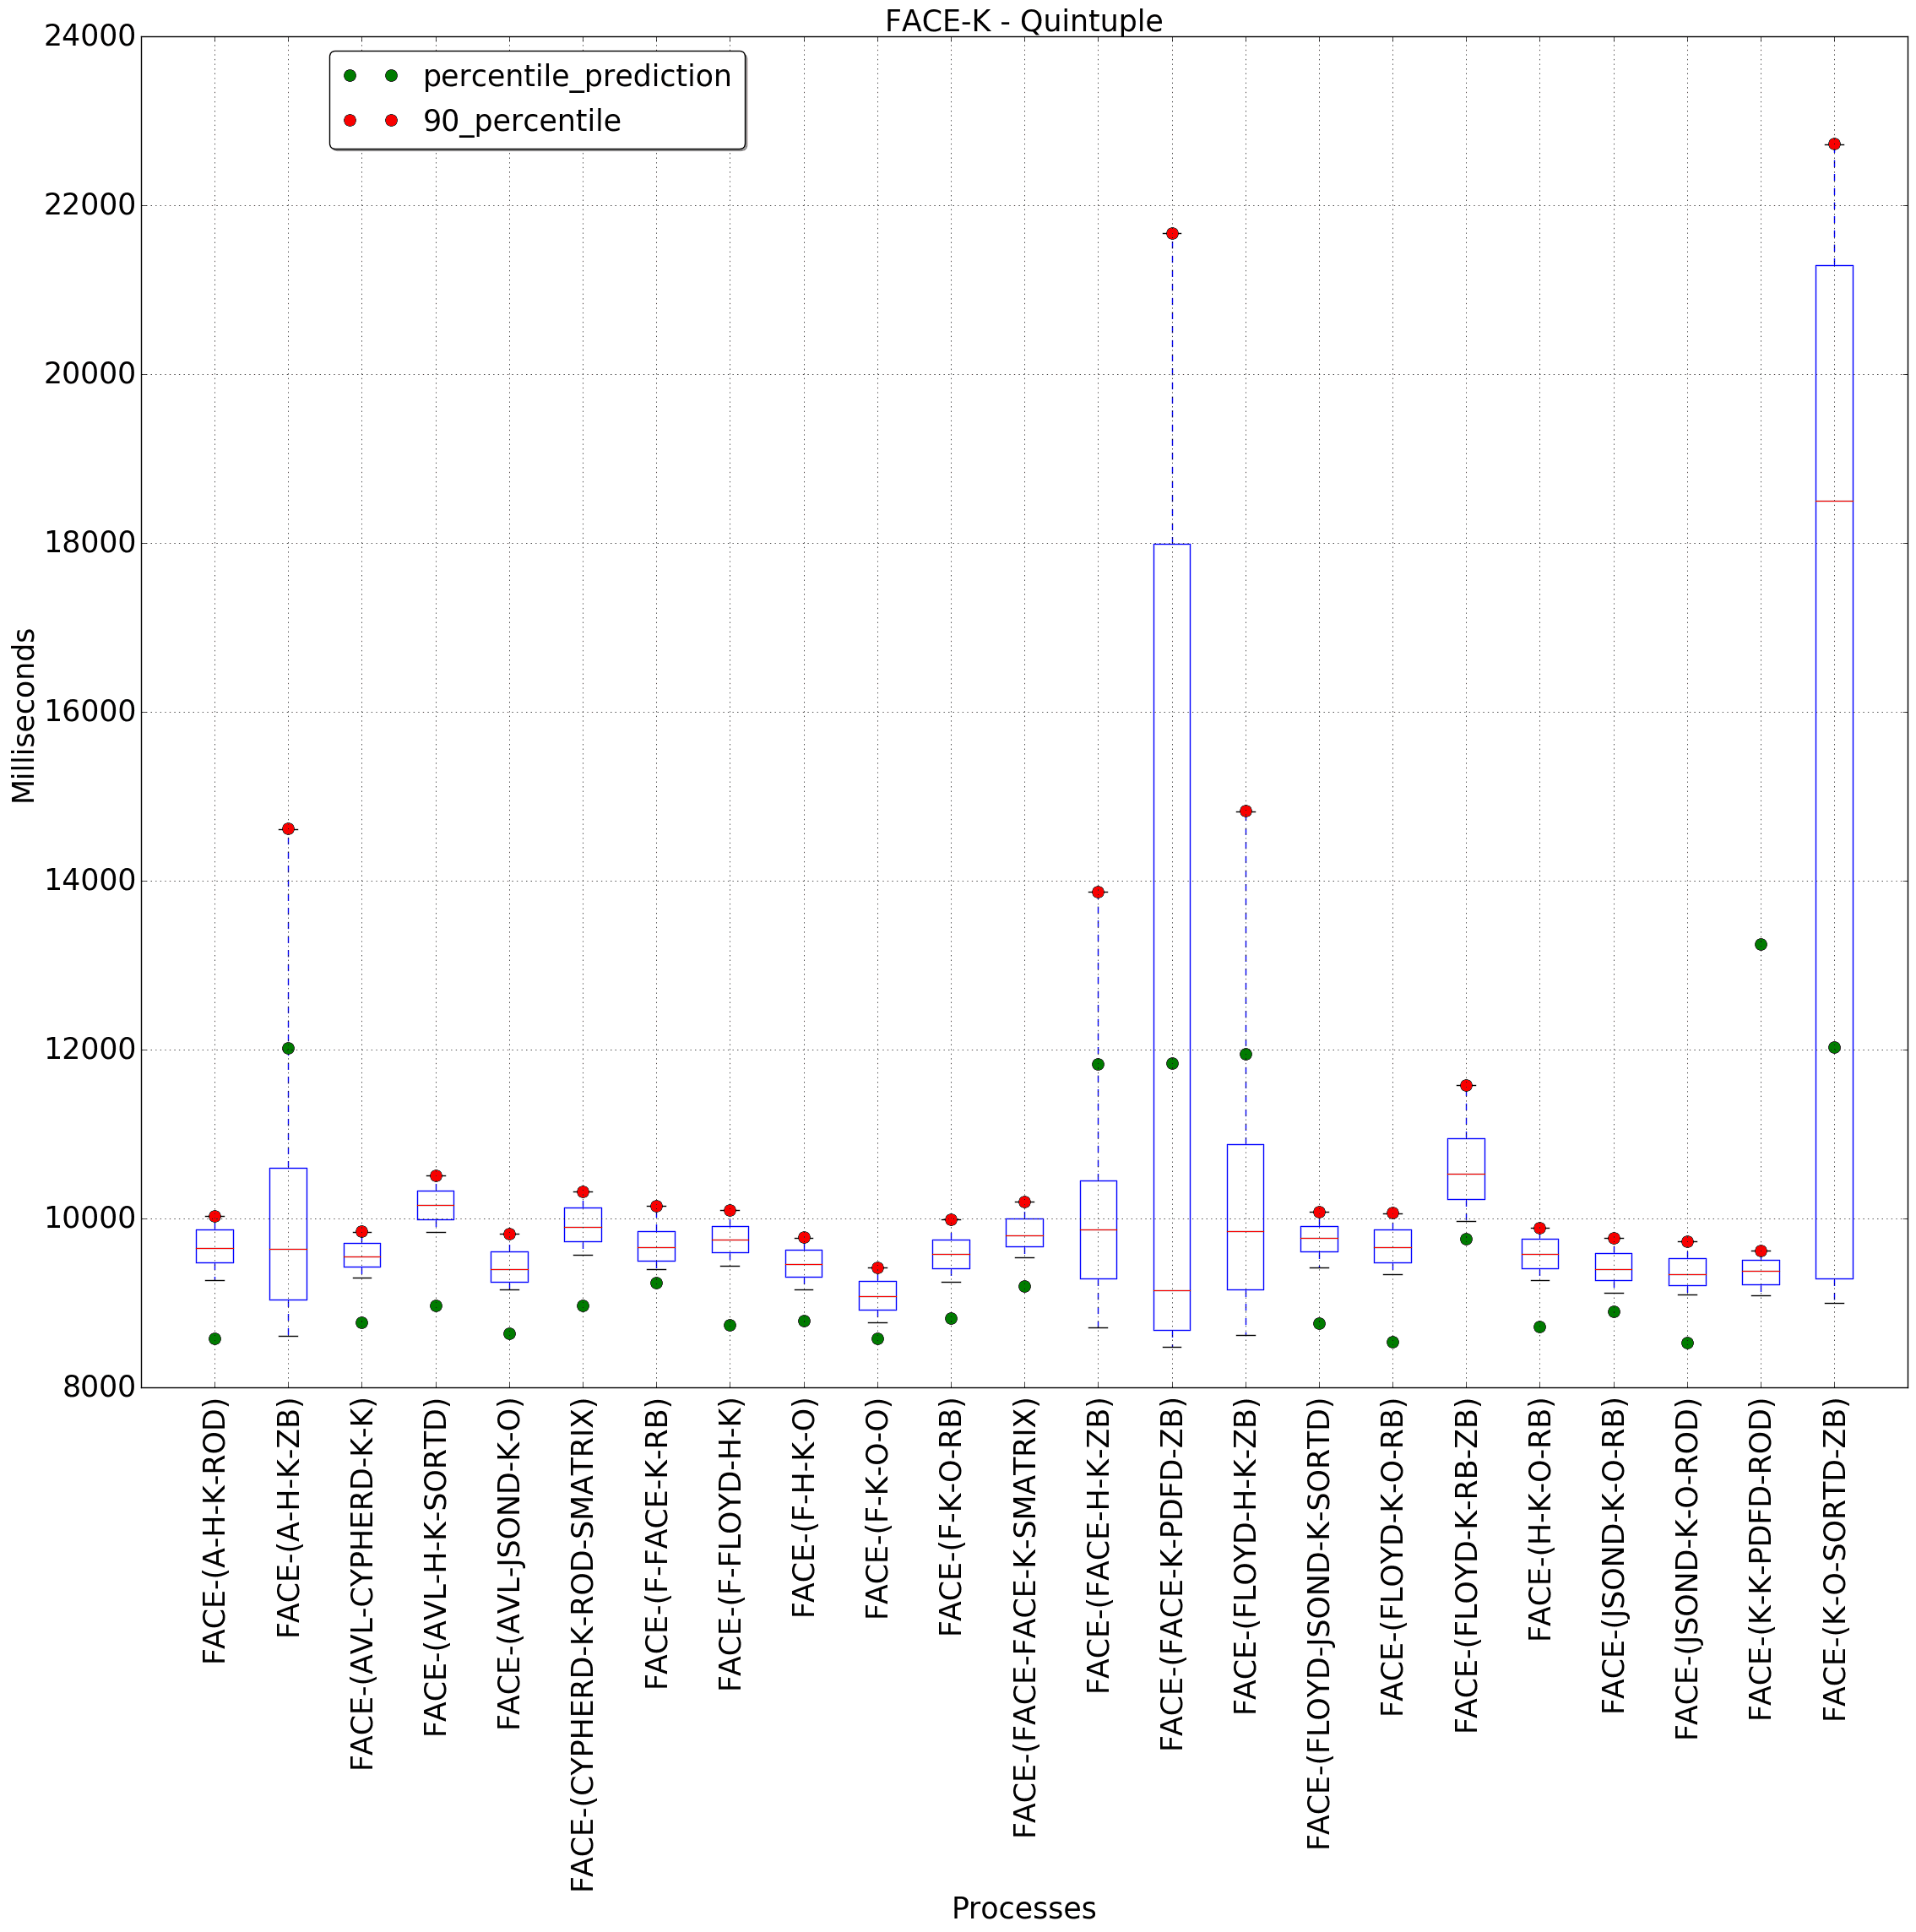 FACE-K - Quintuple
percentile_prediction
90_percentile
24000
22000
20000
18000
16000
14000
12000
10000
8000
Milliseconds
FACE-(A-H-K-ROD)
FACE-(A-H-K-ZB)
FACE-(AVL-CYPHERD-K-K)
FACE-(AVL-H-K-SORTD)
FACE-(AVL-JSOND-K-O)
FACE-(CYPHERD-K-ROD-SMATRIX)
FACE-(F-FACE-K-RB)
FACE-(F-FLOYD-H-K)
FACE-(F-H-K-O)
FACE-(F-K-O-O)
FACE-(F-K-O-RB)
FACE-(FACE-FACE-K-SMATRIX)
FACE-(FACE-H-K-ZB)
FACE-(FACE-K-PDFD-ZB)
FACE-(FLOYD-H-K-ZB)
FACE-(FLOYD-JSOND-K-SORTD)
FACE-(FLOYD-K-O-RB)
FACE-(FLOYD-K-RB-ZB)
FACE-(H-K-O-RB)
FACE-(JSOND-K-O-RB)
FACE-(JSOND-K-O-ROD)
FACE-(K-K-PDFD-ROD)
FACE-(K-O-SORTD-ZB)
Processes